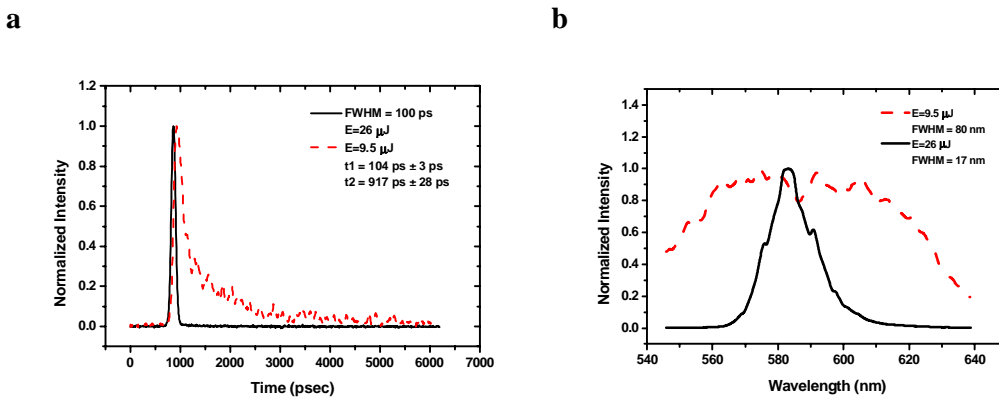 a
b
Normalized Intensity
1.2
1.0
0.8
0.6
0.4
0.2
0.0
0
1000
2000
3000
4000
5000
6000
7000
Time (psec)
FWHM = 100 ps
E=26 μJ
E=9.5 μJ
t1 = 104 ps ± 3 ps
t2 = 917 ps ± 28 ps
Normalized Intensity
1.4
1.2
1.0
0.8
0.6
0.4
0.2
0.0
540
560
580
600
620
640
Wavelength (nm)
E=9.5 μJ
FWHM = 80 nm
E=26 μJ
FWHM = 17 nm